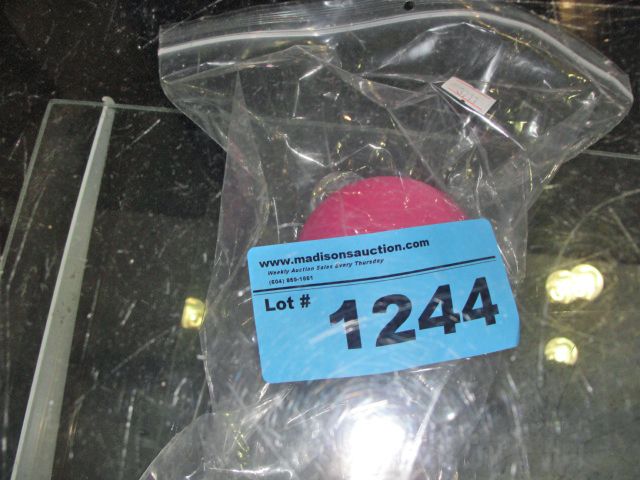 www.madisonsauction.com
Weekly Auction Sales Every Thursday
Lot # 1244